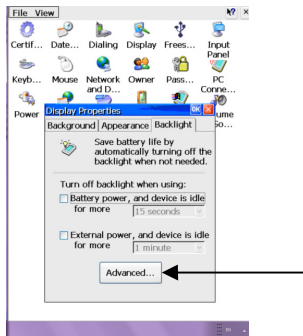 File View ? ×
Certif... Date... Dialing Display Frees... Input Panel
Keyb... Mouse Network and D... Owner Pass... PC Conne...
Power
Display Properties OK ×
Background Appearance Backlight
Save battery life by
automatically turning off the
backlight when not needed.
Turn off backlight when using:
Battery power, and device is idle
for more 15 seconds
External power, and device is idle
for more 1 minute
Advanced...